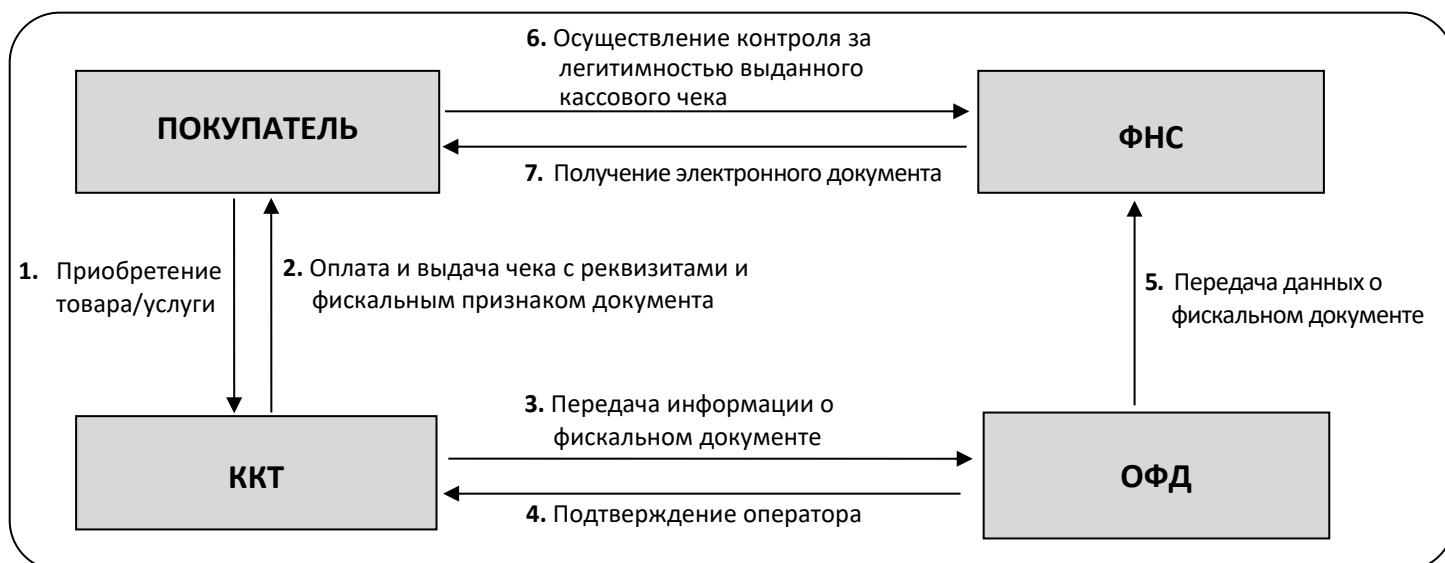 6. Осуществление контроля за
легитимностью выданного
кассового чека
ПОКУПАТЕЛЬ
ФНС
7. Получение электронного документа
1. Приобретение
товара/услуги
2. Оплата и выдача чека с реквизитами и
фискальным признаком документа
5. Передача данных о
фискальном документе
3. Передача информации о
фискальном документе
ККТ
ОФД
4. Подтверждение оператора